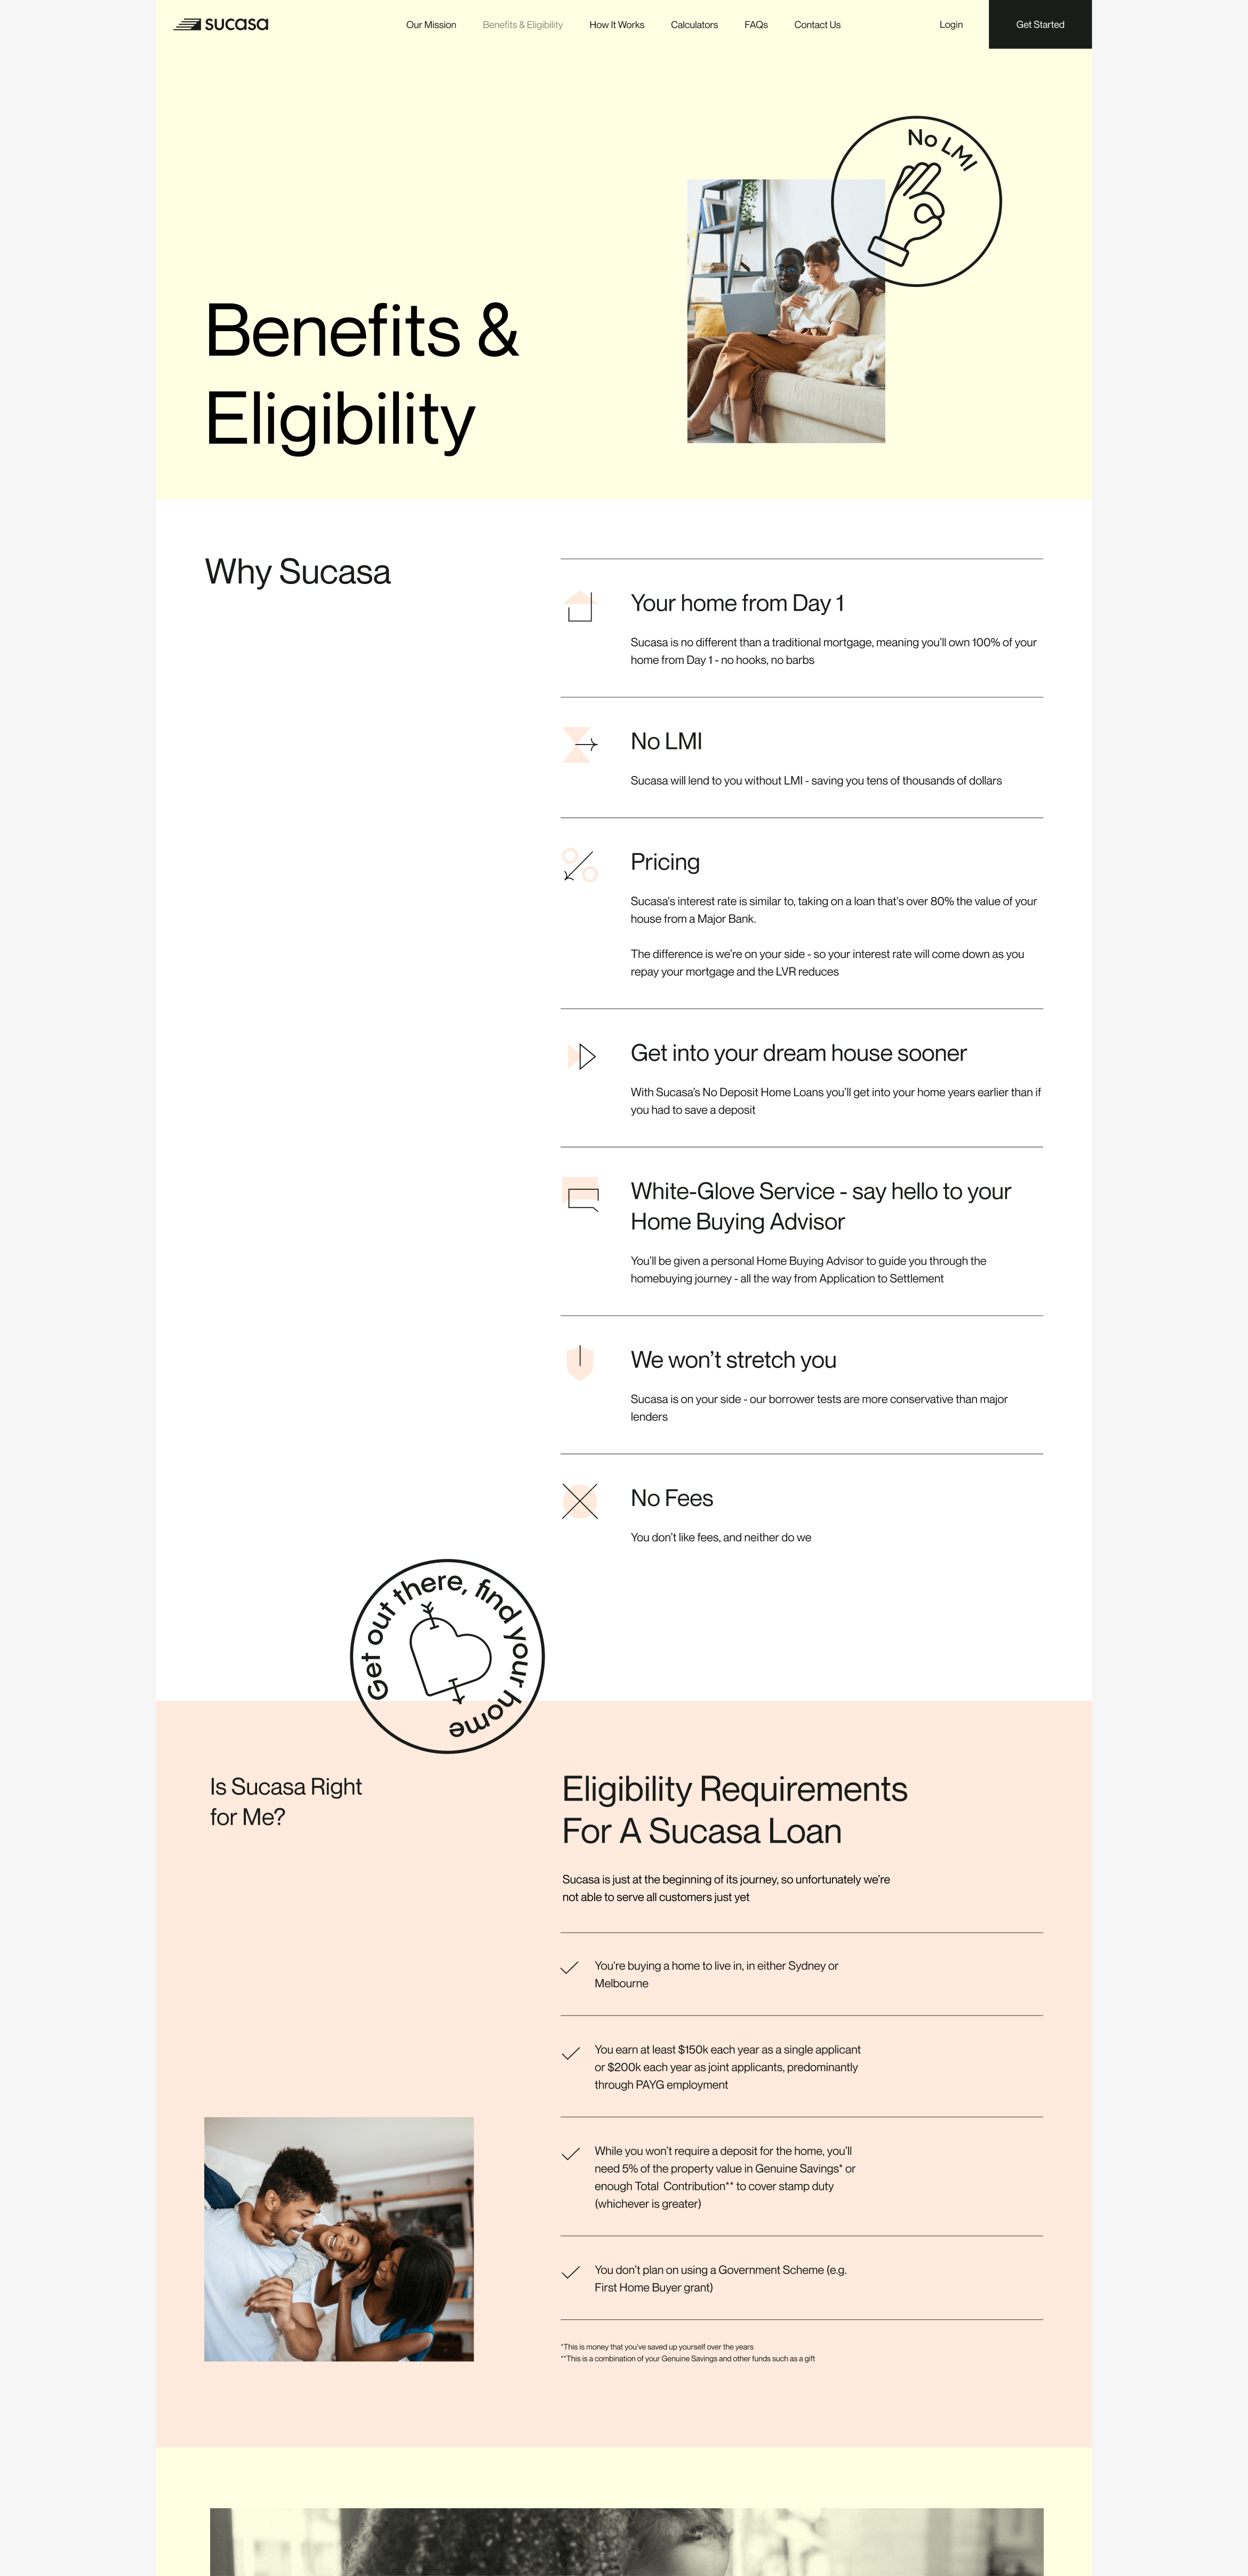 sucasa
Our Mission
Benefits & Eligibility
How It Works
Calculators
FAQs
Contact Us
Login
Get Started
No LMI
Benefits &
Eligibility
Why Sucasa
Your home from Day 1
Sucasa is no different than a traditional mortgage, meaning you’ll own 100% of your
home from Day 1 - no hooks, no barbs
No LMI
Sucasa will lend to you without LMI - saving you tens of thousands of dollars
Pricing
Sucasa’s interest rate is similar to, taking on a loan that’s over 80% the value of your
house from a Major Bank.
The difference is we’re on your side - so your interest rate will come down as you
repay your mortgage and the LVR reduces
Get into your dream house sooner
With Sucasa’s No Deposit Home Loans you’ll get into your home years earlier than if
you had to save a deposit
White-Glove Service - say hello to your
Home Buying Advisor
You’ll be given a personal Home Buying Advisor to guide you through the
homebuying journey - all the way from Application to Settlement
We won’t stretch you
Sucasa is on your side - our borrower tests are more conservative than major
lenders
No Fees
You don’t like fees, and neither do we
Get out there, find your home
Is Sucasa Right
for Me?
Eligibility Requirements
For A Sucasa Loan
Sucasa is just at the beginning of its journey, so unfortunately we’re
not able to serve all customers just yet
You’re buying a home to live in, in either Sydney or
Melbourne
You earn at least $150k each year as a single applicant
or $200k each year as joint applicants, predominantly
through PAYG employment
While you won’t require a deposit for the home, you’ll
need 5% of the property value in Genuine Savings* or
enough Total  Contribution** to cover stamp duty
(whichever is greater)
You don’t plan on using a Government Scheme (e.g.
First Home Buyer grant)
*This is money that you’ve saved up yourself over the years
**This is a combination of your Genuine Savings and other funds such as a gift